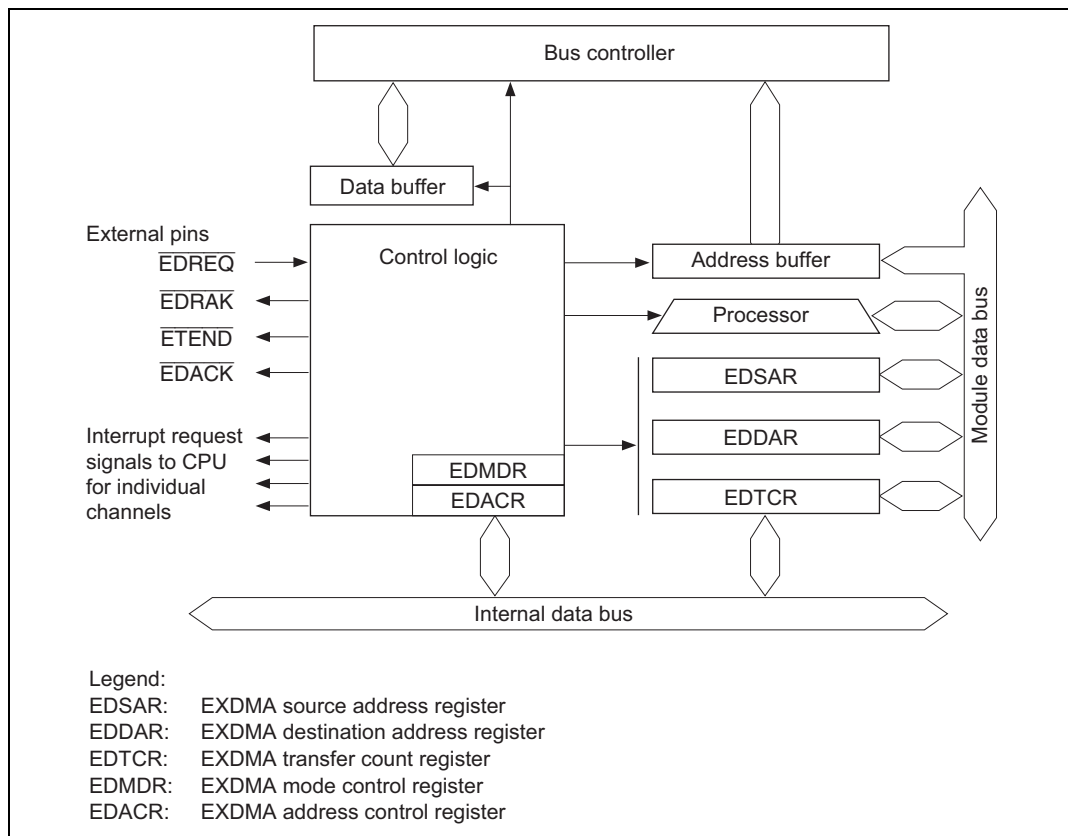 Bus controller
Data buffer
External pins
EDREQ
EDRAK
ETEND
EDACK
Interrupt request
signals to CPU
for individual
channels
Control logic
EDMDR
EDACR
Address buffer
Processor
EDSAR
EDDAR
EDTCR
Module data bus
Internal data bus
Legend:
EDSAR: EXDMA source address register
EDDAR: EXDMA destination address register
EDTCR: EXDMA transfer count register
EDMDR: EXDMA mode control register
EDACR: EXDMA address control register